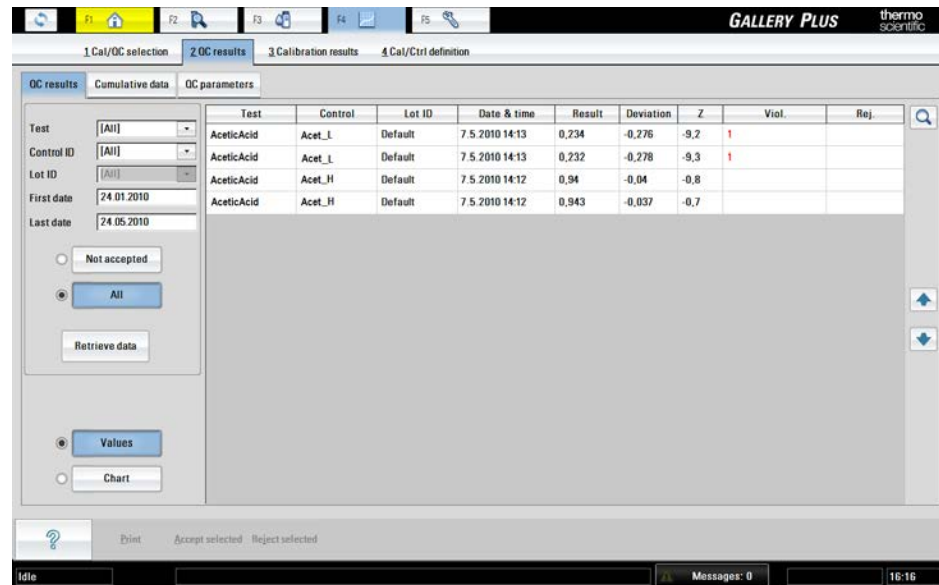 F1 F2 F3 F4 F5 GALLERY PLUS thermo scientific
1 Cal/QC selection 2 QC results 3 Calibration results 4 Cal/Ctrl definition
QC results Cumulative data QC parameters
Test [All]
Control ID [All]
Lot ID [All]
First date 24.01.2010
Last date 24.05.2010
Not accepted
All
Retrieve data
Values
Chart
Test Control Lot ID Date & time Result Deviation Z Viol. Rej.
AceticAcid Acet_L Default 7.5.2010 14:13 0,234 -0,276 -9,2 1
AceticAcid Acet_L Default 7.5.2010 14:13 0,232 -0,278 -9,3 1
AceticAcid Acet_H Default 7.5.2010 14:12 0,94 -0,04 -0,8
AceticAcid Acet_H Default 7.5.2010 14:12 0,943 -0,037 -0,7
? Print Accept selected Reject selected
Idle Messages: 0 16:16